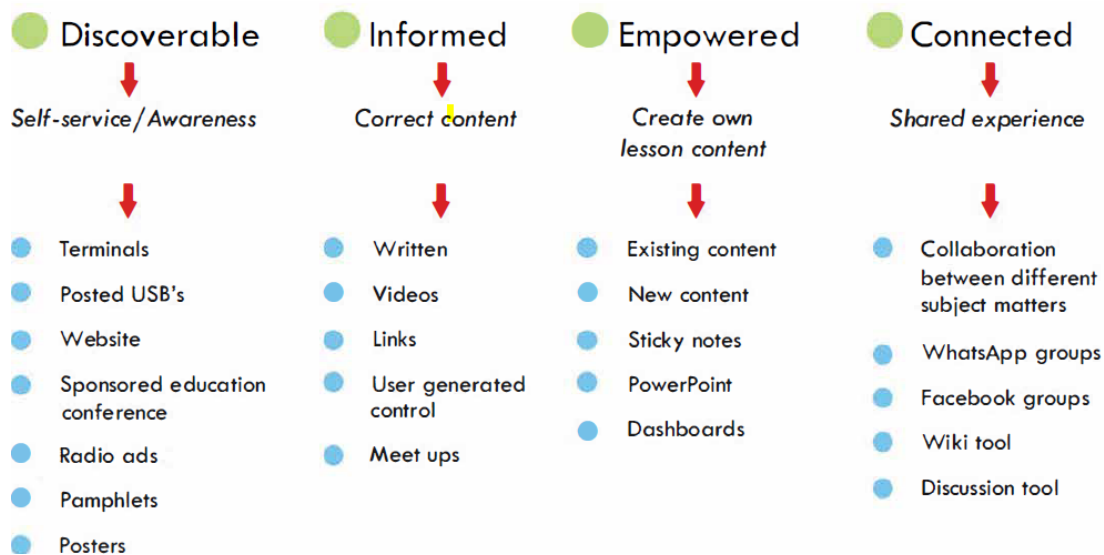 Discoverable
Self-service/Awareness
Terminals
Posted USB's
Website
Sponsored education
conference
Radio ads
Pamphlets
Posters
Informed
Correct content
Written
Videos
Links
User generated
control
Meet ups
Empowered
Create own
lesson content
Existing content
New content
Sticky notes
PowerPoint
Dashboards
Connected
Shared experience
Collaboration
between different
subject matters
WhatsApp groups
Facebook groups
Wiki tool
Discussion tool